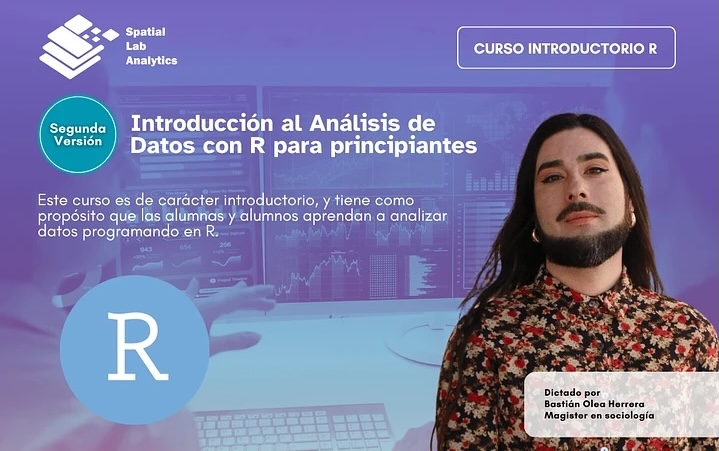 Spatial
Lab
Analytics
CURSO INTRODUCTORIO R
Segunda
Versión
Introducción al Análisis de
Datos con R para principiantes
Este curso es de carácter introductorio, y tiene como
propósito que las alumnas y alumnos aprendan a analizar
datos programando en R.
R
Dictado por
Bastián Olea Herrera
Magister en sociología